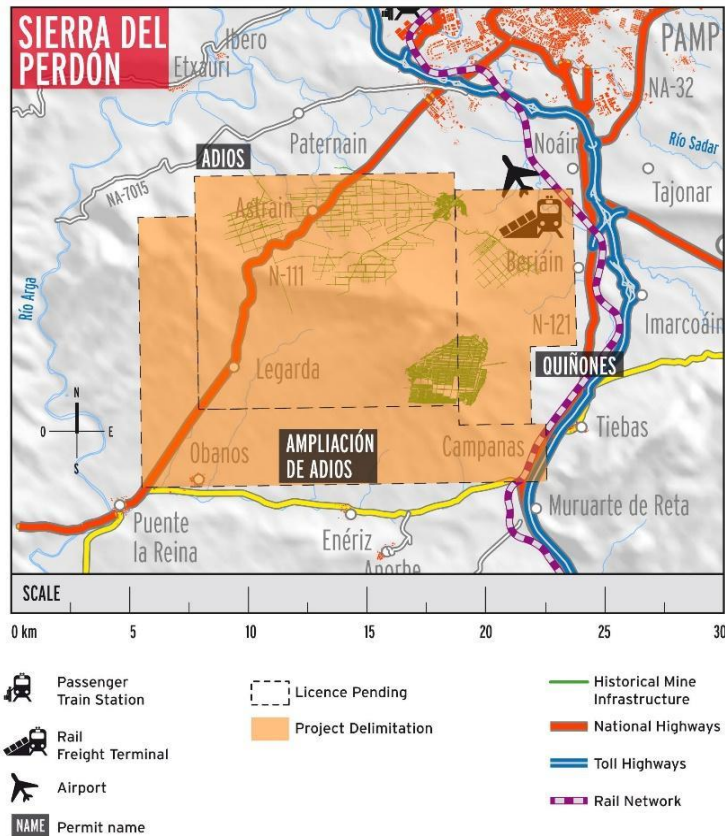 SIERRA DEL
PERDÓN
Ibero
Etxauri
PAMP
NA-32
Paternain
Noáin
Río Sadar
ADIOS
Tajonar
NA-7015
Astrain
Río Arga
N-111
Beriáin
N-121
Imarcoáin
Legarda
QUIÑONES
N
O E
S
Obanos
AMPLIACIÓN
DE ADIOS
Campanas
Tiebas
Puente
la Reina
Enériz
Muruarte de Reta
SCALE
0 km 5 10 15 20 25 30
Passenger
Train Station
Rail
Freight Terminal
Airport
NAME Permit name
Licence Pending
Project Delimitation
Historical Mine
Infrastructure
National Highways
Toll Highways
Rail Network